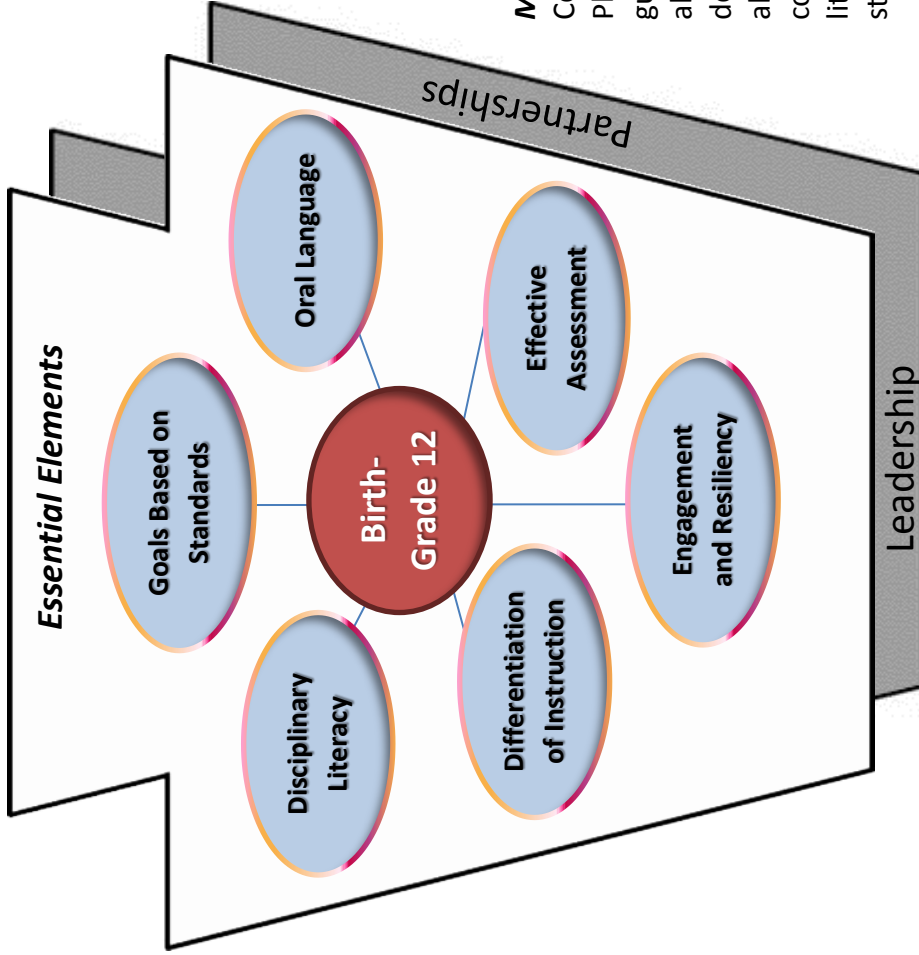 Essential Elements
Goals Based on
Standards
Oral Language
Effective
Assessment
Engagement
and Resiliency
Differentiation
of Instruction
Disciplinary
Literacy
Birth-
Grade 12
Partnerships
Leadership